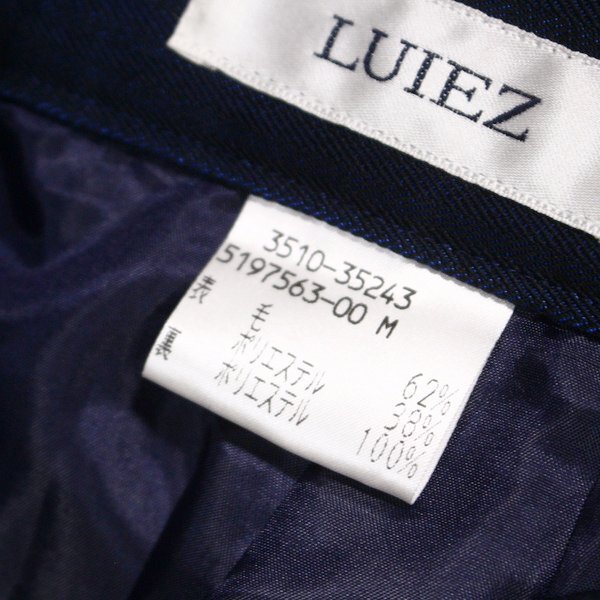 LUIEZ
3510-35243
5197563-00 M
表 毛 62%
ポリエステル 38%
裏 ポリエステル 100%